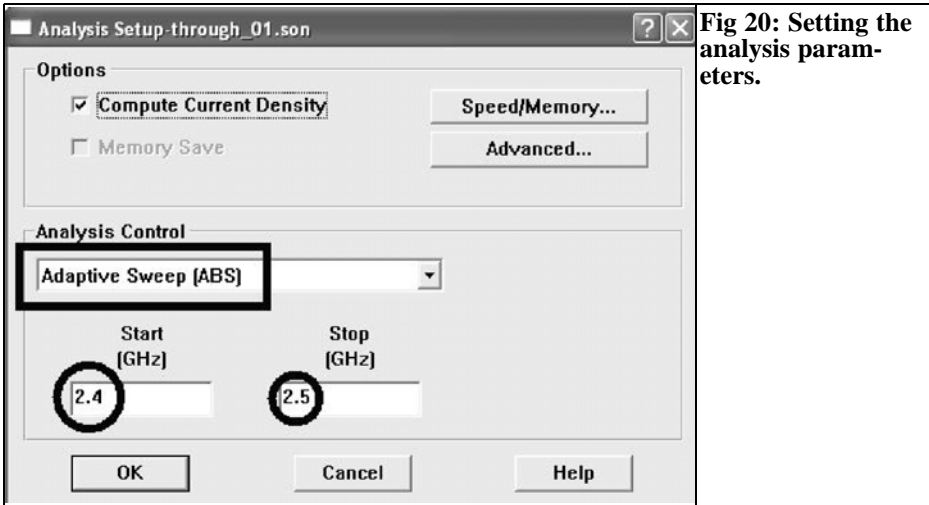 Analysis Setup-through_01.son
Options
Compute Current Density
Speed/Memory...
Memory Save
Advanced...
Analysis Control
Adaptive Sweep (ABS)
Start
(GHz)
Stop
(GHz)
2.4
2.5
OK
Cancel
Help
Fig 20: Setting the
analysis param-
eters.